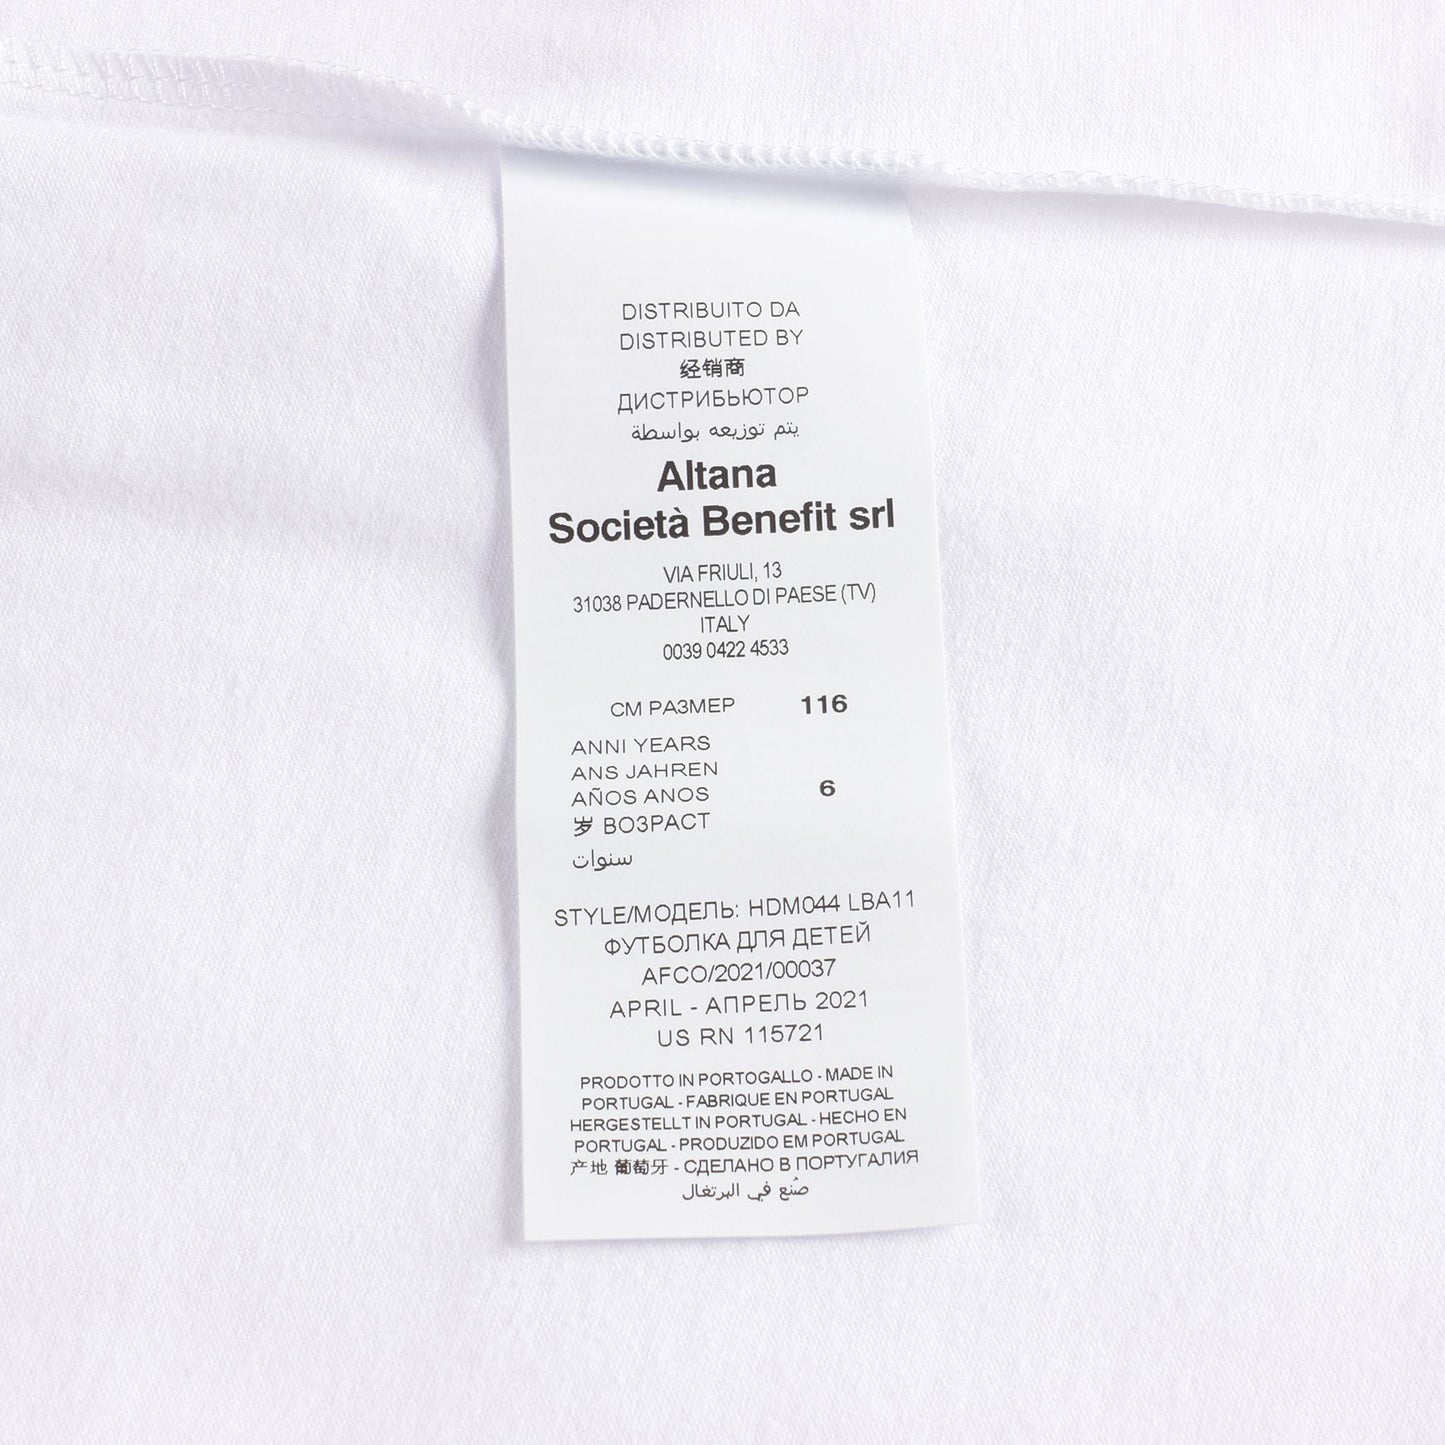 DISTRIBUITO DA
DISTRIBUTED BY
经销商
ДИСТРИБЬЮТОР
يتم توزيعه بواسطة
Altana
Società Benefit srl
VIA FRIULI, 13
31038 PADERNELLO DI PAESE (TV)
ITALY
0039 0422 4533
СМ РАЗМЕР 116
ANNI YEARS
ANS JAHREN
AÑOS ANOS 6
岁 ВОЗРАСТ
سنوات
STYLE/МОДЕЛЬ: HDM044 LBA11
ФУТБОЛКА ДЛЯ ДЕТЕЙ
AFCO/2021/00037
APRIL - АПРЕЛЬ 2021
US RN 115721
PRODOTTO IN PORTOGALLO - MADE IN
PORTUGAL - FABRIQUE EN PORTUGAL
HERGESTELLT IN PORTUGAL - HECHO EN
PORTUGAL - PRODUZIDO EM PORTUGAL
产地 葡萄牙 - СДЕЛАНО В ПОРТУГАЛИЯ
صُنع في البرتغال